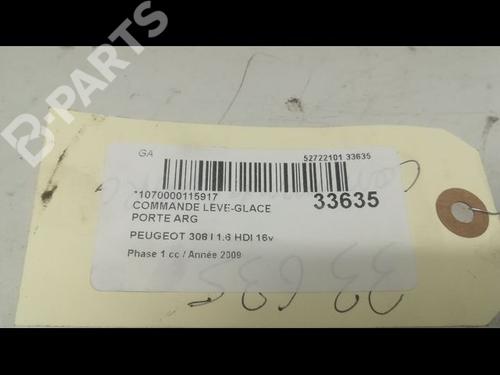 B-PARTS
GA
52722101 33635
*1070000115917
33635
COMMANDE LEVE-GLACE
PORTE ARG
PEUGEOT 308 I 1.6 HDI 16v
Phase 1 cc / Année 2009
33635